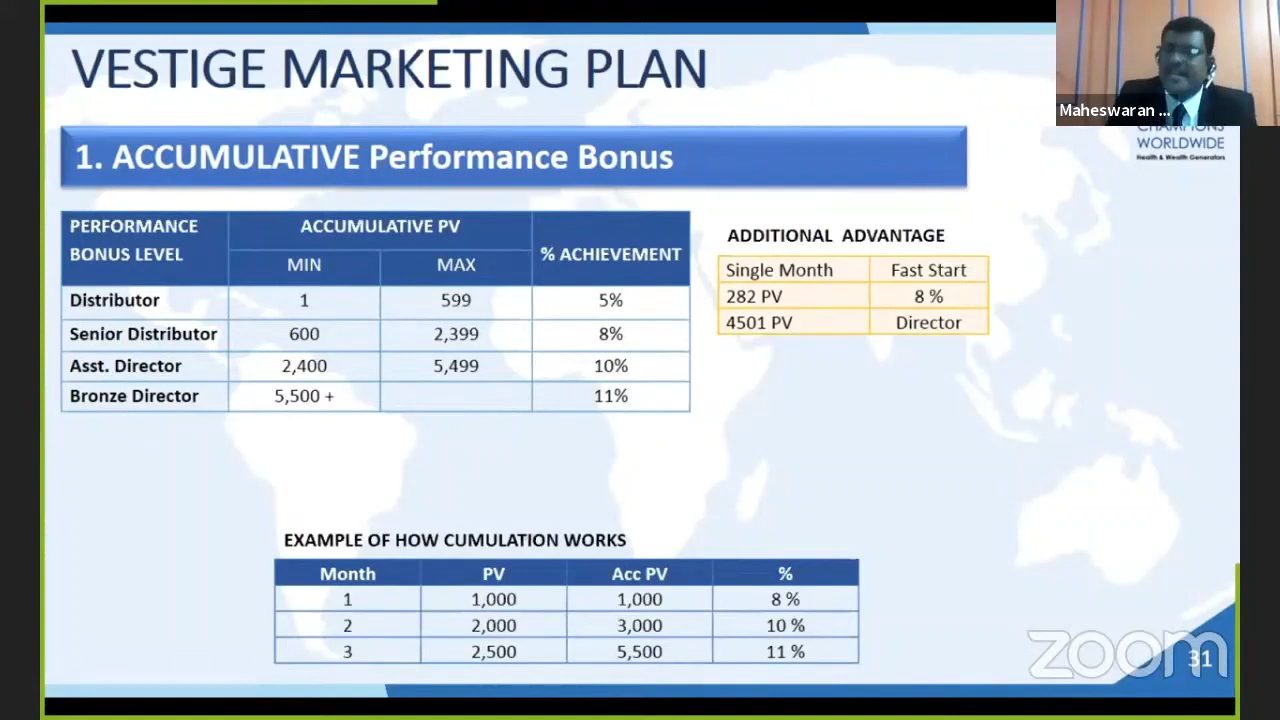 VESTIGE MARKETING PLAN
Maheswaran ...
CHAMPIONS
WORLDWIDE
Health & Wealth Generators
1. ACCUMULATIVE Performance Bonus
PERFORMANCE BONUS LEVEL ACCUMULATIVE PV % ACHIEVEMENT
MIN MAX
Distributor 1 599 5%
Senior Distributor 600 2,399 8%
Asst. Director 2,400 5,499 10%
Bronze Director 5,500 + 11%
ADDITIONAL ADVANTAGE
Single Month Fast Start
282 PV 8 %
4501 PV Director
EXAMPLE OF HOW CUMULATION WORKS
Month PV Acc PV %
1 1,000 1,000 8 %
2 2,000 3,000 10 %
3 2,500 5,500 11 %
zoom
31